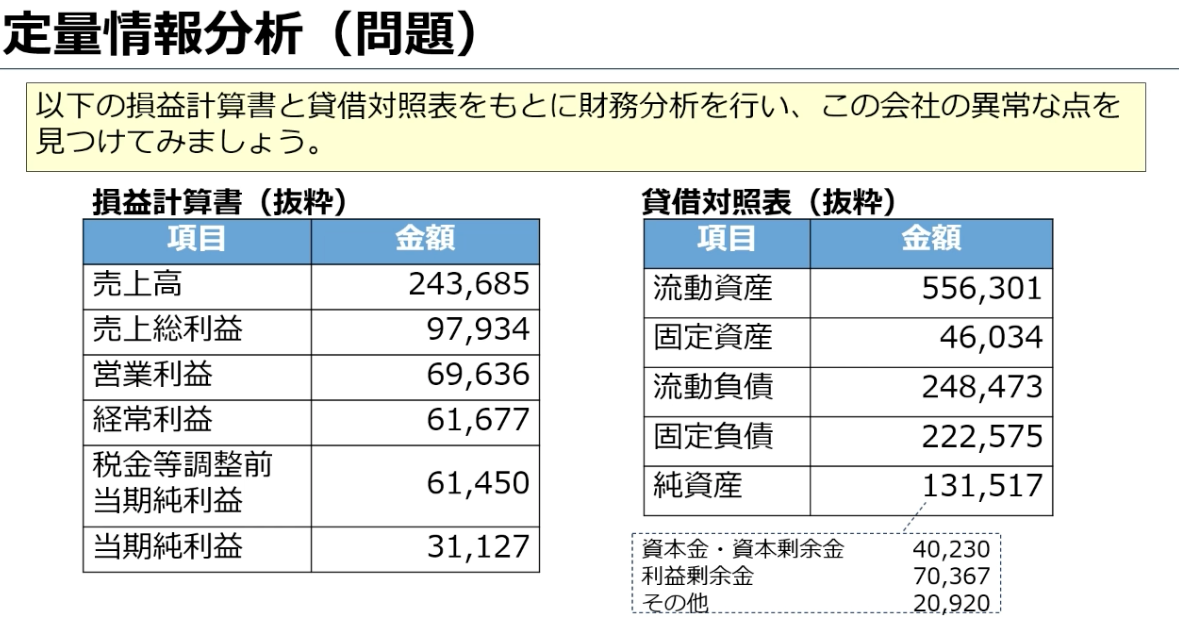 定量情報分析（問題）
以下の損益計算書と貸借対照表をもとに財務分析を行い、この会社の異常な点を
見つけてみましょう。
損益計算書（抜粋）
項目 金額
売上高 243,685
売上総利益 97,934
営業利益 69,636
経常利益 61,677
税金等調整前
当期純利益 61,450
当期純利益 31,127
貸借対照表（抜粋）
項目 金額
流動資産 556,301
固定資産 46,034
流動負債 248,473
固定負債 222,575
純資産 131,517
資本金・資本剰余金 40,230
利益剰余金 70,367
その他 20,920